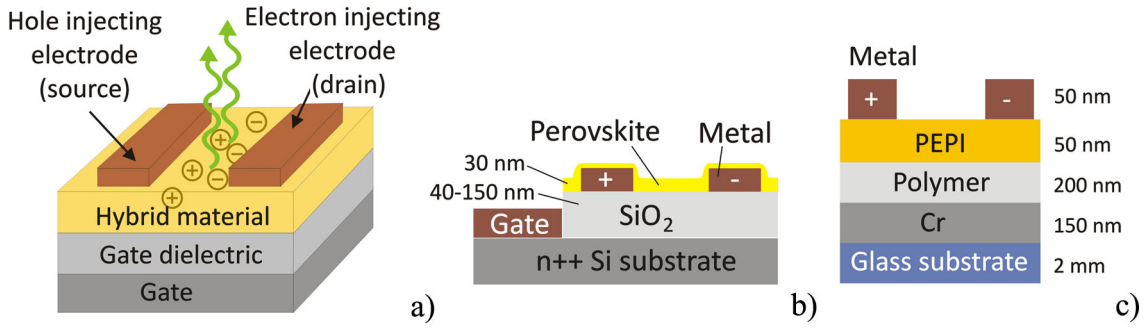 Hole injecting
electrode
(source)
Electron injecting
electrode
(drain)
+
-
+
-
+
-
+
Hybrid material
Gate dielectric
Gate
a)
Perovskite
Metal
30 nm
40-150 nm
+
-
Gate
SiO₂
n++ Si substrate
b)
Metal
+
-
50 nm
PEPI
50 nm
Polymer
200 nm
Cr
150 nm
Glass substrate
2 mm
c)